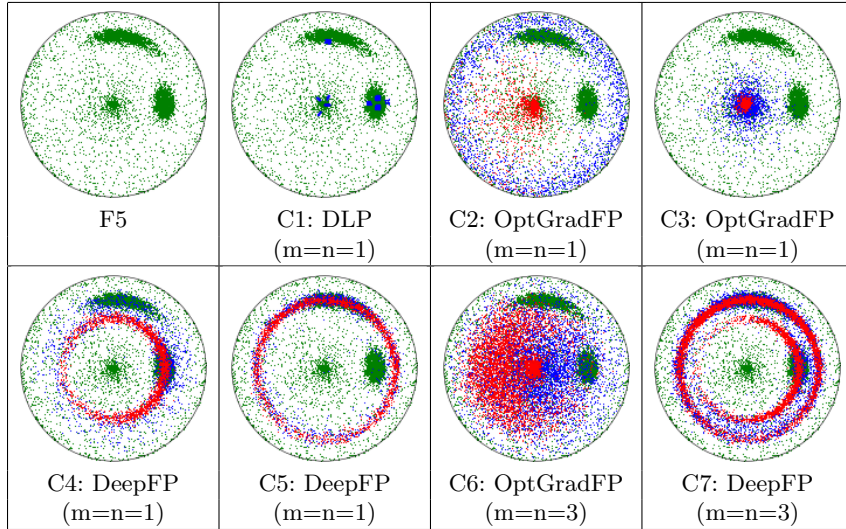 F5
C1: DLP
(m=n=1)
C2: OptGradFP
(m=n=1)
C3: OptGradFP
(m=n=1)
C4: DeepFP
(m=n=1)
C5: DeepFP
(m=n=1)
C6: OptGradFP
(m=n=3)
C7: DeepFP
(m=n=3)